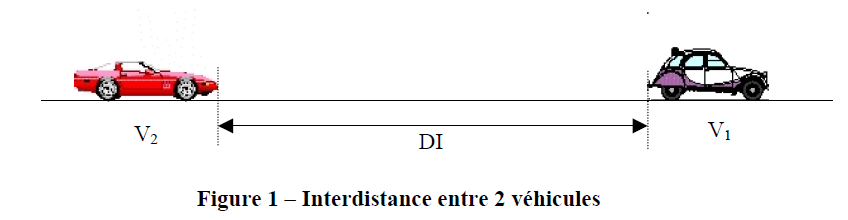 V₂
DI
V₁
Figure 1 – Interdistance entre 2 véhicules